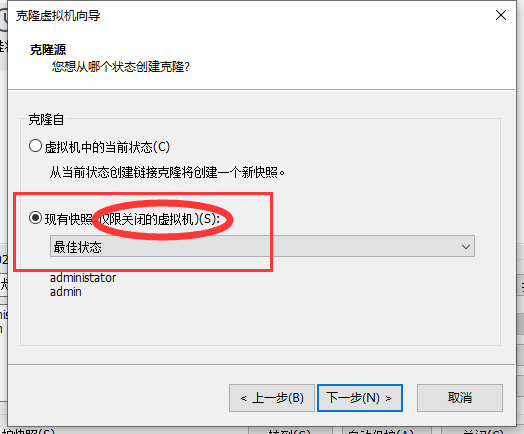 克隆虚拟机向导
克隆源
您想从哪个状态创建克隆?
克隆自
虚拟机中的当前状态(C)
从当前状态创建链接克隆将创建一个新快照。
现有快照(仅限关闭的虚拟机)(S):
最佳状态
administator
admin
< 上一步(B)
下一步(N) >
取消